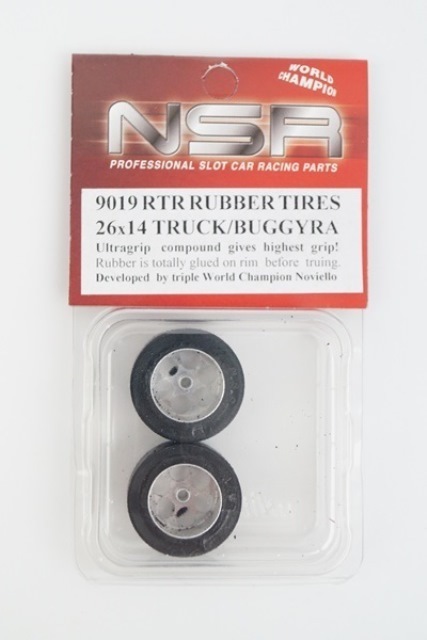 WORLD
CHAMPION
NSR
PROFESSIONAL SLOT CAR RACING PARTS
9019 RTR RUBBER TIRES
26x14 TRUCK/BUGGYRA
Ultragrip compound gives highest grip!
Rubber is totally glued on rim before truing.
Developed by triple World Champion Noviello